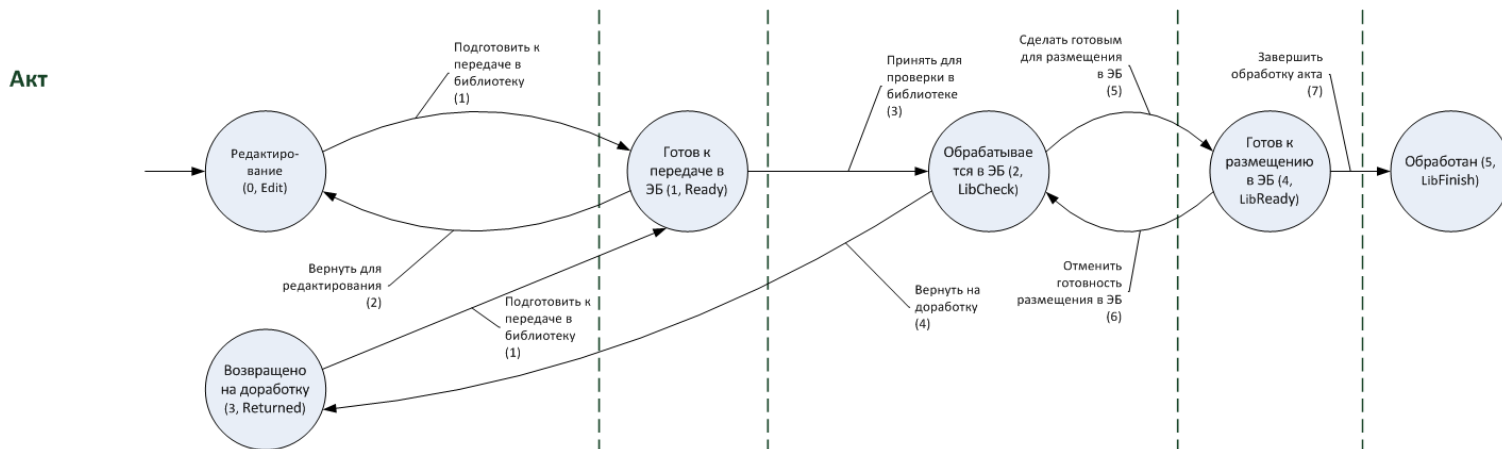 Акт
Подготовить к
передаче в
библиотеку
(1)
Принять для
проверки в
библиотеке
(3)
Сделать готовым
для размещения
в ЭБ
(5)
Завершить
обработку акта
(7)
Редактиро-
вание
(0, Edit)
Готов к
передаче в
ЭБ (1, Ready)
Обрабатывае
тся в ЭБ (2,
LibCheck)
Готов к
размещению
в ЭБ (4,
LibReady)
Обработан (5,
LibFinish)
Вернуть для
редактирования
(2)
Подготовить к
передаче в
библиотеку
(1)
Вернуть на
доработку
(4)
Отменить
готовность
размещения в ЭБ
(6)
Возвращено
на доработку
(3, Returned)